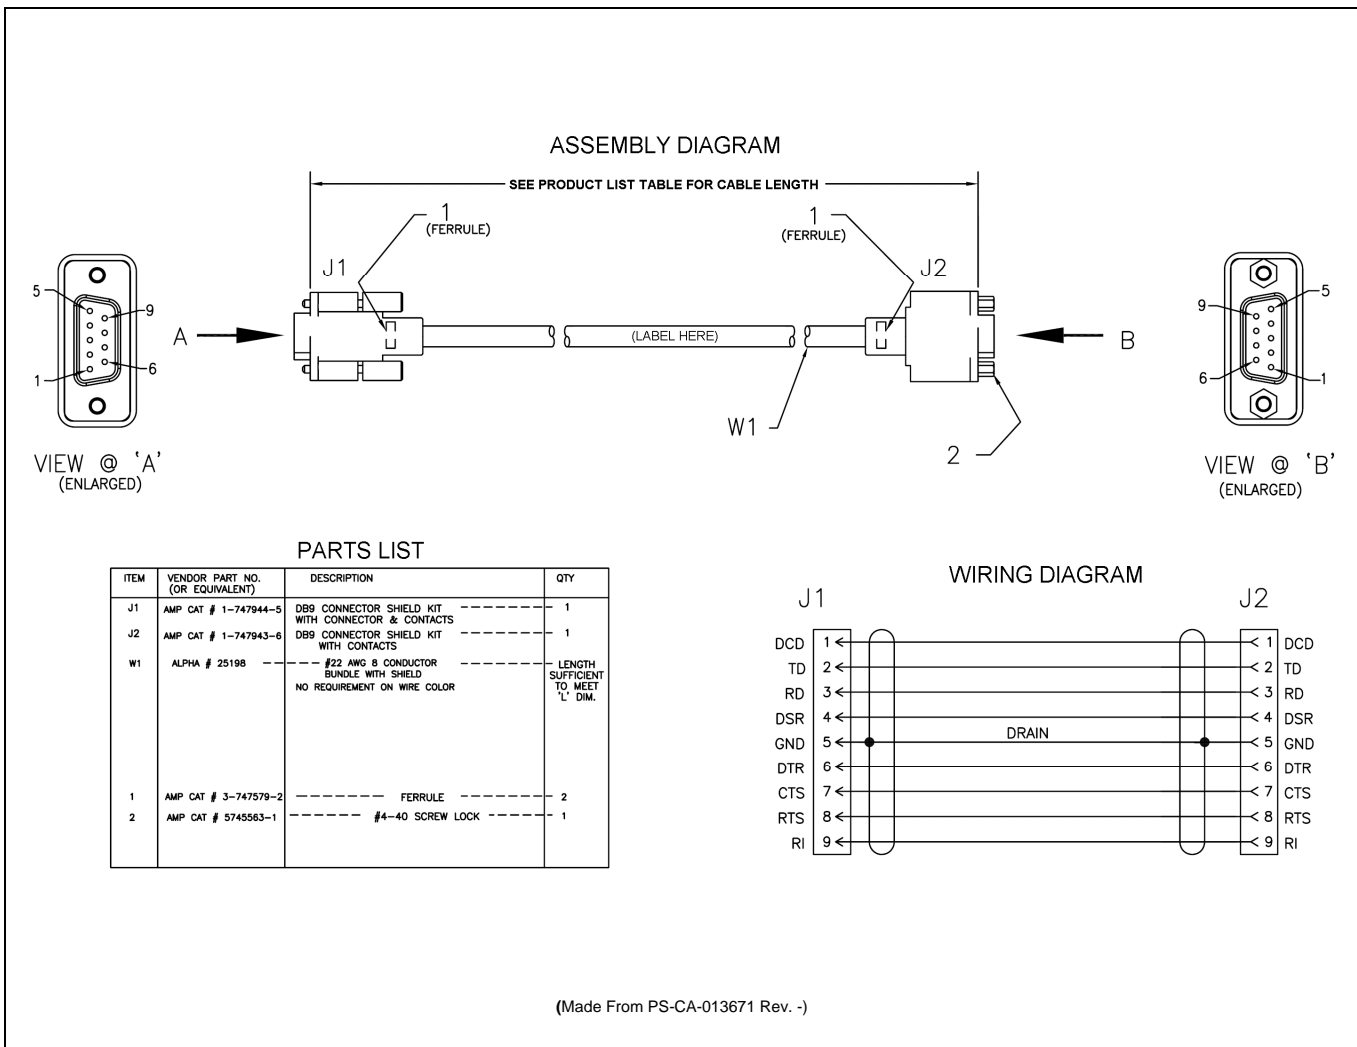 ASSEMBLY DIAGRAM
SEE PRODUCT LIST TABLE FOR CABLE LENGTH
1
(FERRULE)
1
(FERRULE)
J1
J2
5
9
1
6
A
(LABEL HERE)
B
9
5
6
1
W1
2
VIEW @ 'A'
(ENLARGED)
VIEW @ 'B'
(ENLARGED)
PARTS LIST
ITEM VENDOR PART NO. (OR EQUIVALENT) DESCRIPTION QTY
J1 AMP CAT # 1-747944-5 DB9 CONNECTOR SHIELD KIT 1
WITH CONNECTOR & CONTACTS
J2 AMP CAT # 1-747943-6 DB9 CONNECTOR SHIELD KIT 1
WITH CONTACTS
W1 ALPHA # 25198 #22 AWG 8 CONDUCTOR LENGTH
BUNDLE WITH SHIELD SUFFICIENT
NO REQUIREMENT ON WIRE COLOR TO MEET
'L' DIM.
1 AMP CAT # 3-747579-2 FERRULE 2
2 AMP CAT # 5745563-1 #4-40 SCREW LOCK 1
WIRING DIAGRAM
J1 J2
DCD 1 1 DCD
TD 2 2 TD
RD 3 3 RD
DSR 4 4 DSR
GND 5 DRAIN 5 GND
DTR 6 6 DTR
CTS 7 7 CTS
RTS 8 8 RTS
RI 9 9 RI
(Made From PS-CA-013671 Rev. -)